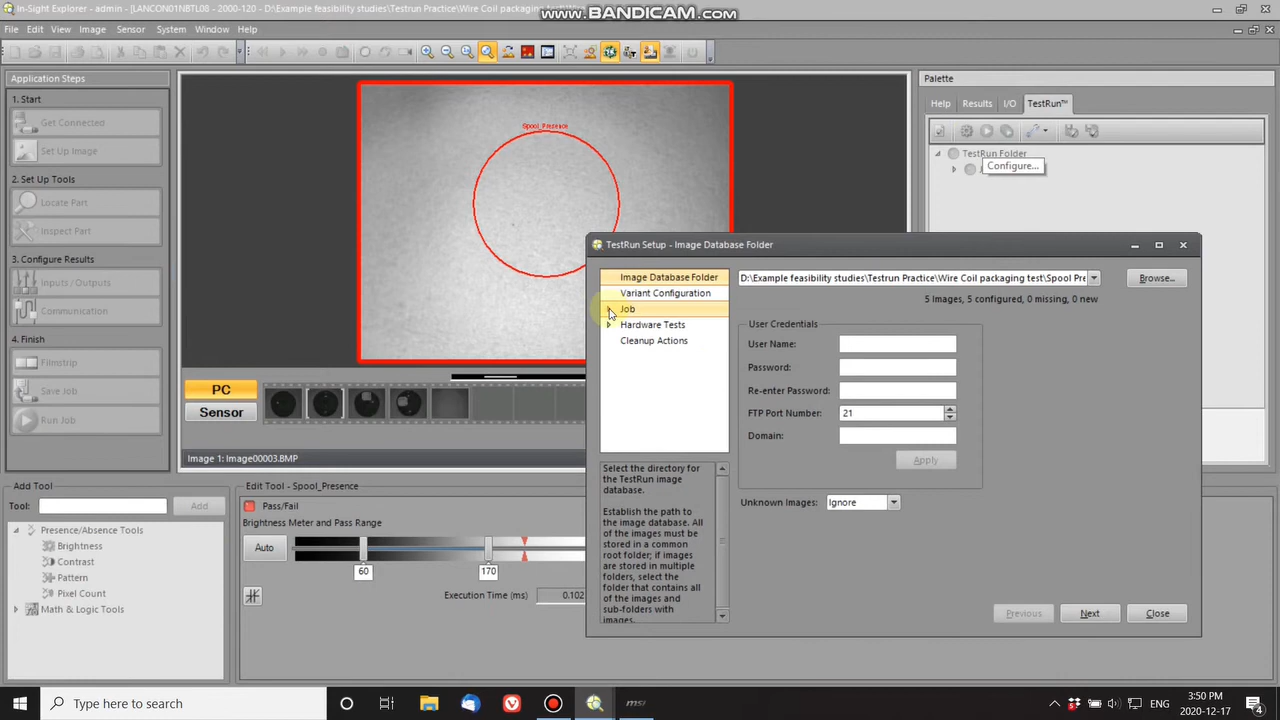 In-Sight Explorer - admin - [LANCON01NBTL08 - 2000-120 - D:\Example feasibility studies\Testrun Practice\Wire Coil packaging tes
www.BANDICAM.com
File Edit View Image Sensor System Window Help
Application Steps
1. Start
Get Connected
Set Up Image
2. Set Up Tools
Locate Part
Inspect Part
3. Configure Results
Inputs / Outputs
Communication
4. Finish
Filmstrip
Save Job
Run Job
Spool_Presence
PC
Sensor
Image 1: Image00003.BMP
Palette
Help Results I/O TestRun™
TestRun Folder
Configure...
TestRun Setup - Image Database Folder
Image Database Folder
Variant Configuration
Job
Hardware Tests
Cleanup Actions
D:\Example feasibility studies\Testrun Practice\Wire Coil packaging test\Spool Pre
Browse...
5 Images, 5 configured, 0 missing, 0 new
User Credentials
User Name:
Password:
Re-enter Password:
FTP Port Number: 21
Domain:
Apply
Unknown Images: Ignore
Select the directory for
the TestRun image
database.
Establish the path to
the image database. All
of the images must be
stored in a common
root folder; if images
are stored in multiple
folders, select the
folder that contains all
of the images and
sub-folders with
images.
Previous Next Close
Add Tool
Tool: Add
Presence/Absence Tools
Brightness
Contrast
Pattern
Pixel Count
Math & Logic Tools
Edit Tool - Spool_Presence
Pass/Fail
Brightness Meter and Pass Range
Auto
60 170
Execution Time (ms) 0.102
Type here to search
msi
ENG
3:50 PM
2020-12-17
4